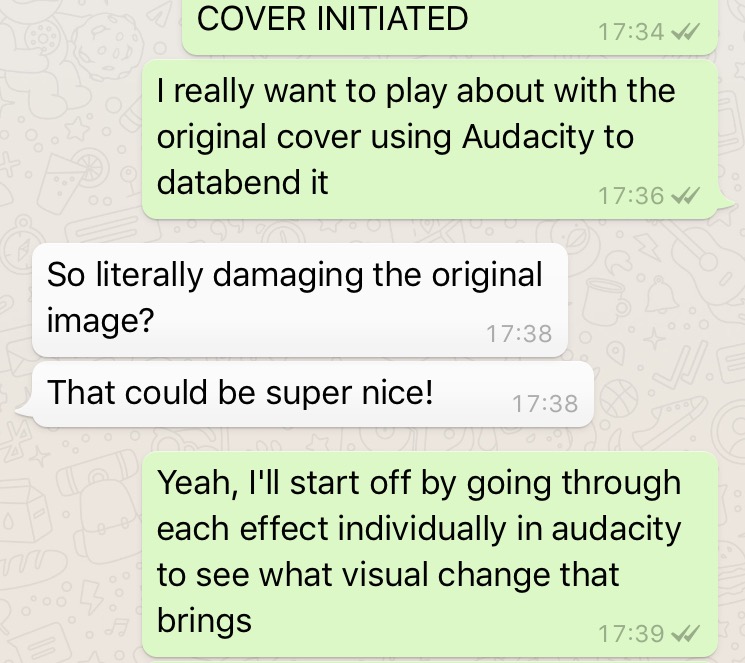 COVER INITIATED
17:34
I really want to play about with the
original cover using Audacity to
databend it
17:36
So literally damaging the original
image?
17:38
That could be super nice!
17:38
Yeah, I'll start off by going through
each effect individually in audacity
to see what visual change that
brings
17:39